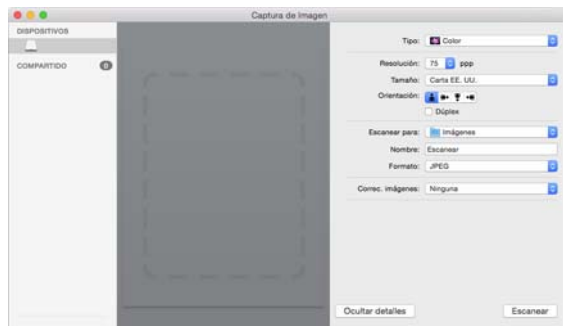 Captura de Imagen
DISPOSITIVOS
COMPARTIDO 0
Tipo: Color
Resolución: 75 ppp
Tamaño: Carta EE. UU.
Orientación:
Dúplex
Escanear para: Imágenes
Nombre: Escanear
Formato: JPEG
Correc. imágenes: Ninguna
Ocultar detalles Escanear